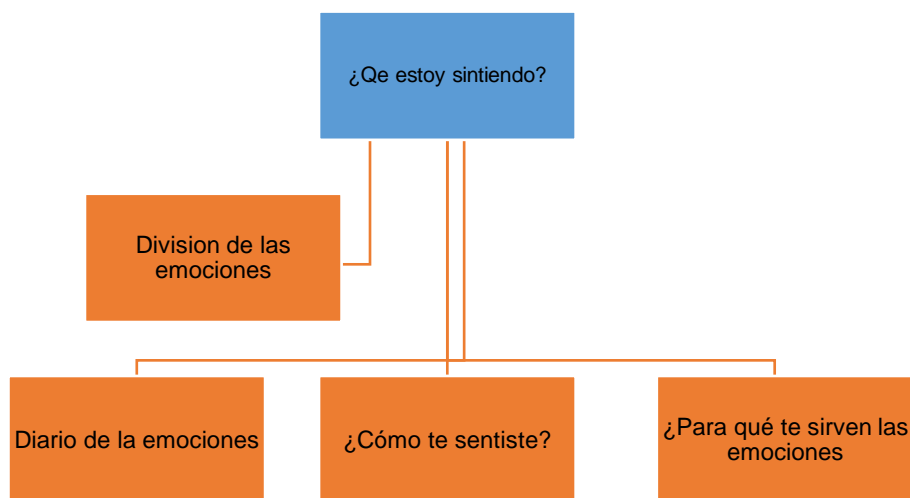 ¿Qe estoy sintiendo?
Division de las
emociones
Diario de la emociones
¿Cómo te sentiste?
¿Para qué te sirven las
emociones